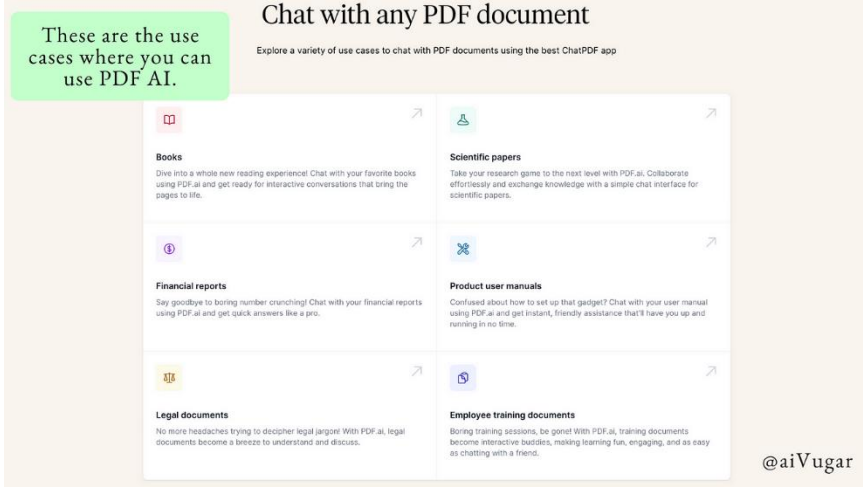 Chat with any PDF document
These are the use
cases where you can
use PDF AI.
Explore a variety of use cases to chat with PDF documents using the best ChatPDF app
Books
Dive into a whole new reading experience! Chat with your favorite books
using PDF.ai and get ready for interactive conversations that bring the
pages to life.
Scientific papers
Take your research game to the next level with PDF.ai. Collaborate
effortlessly and exchange knowledge with a simple chat interface for
scientific papers.
Financial reports
Say goodbye to boring number crunching! Chat with your financial reports
using PDF.ai and get quick answers like a pro.
Product user manuals
Confused about how to set up that gadget? Chat with your user manual
using PDF.ai and get instant, friendly assistance that'll have you up and
running in no time.
Legal documents
No more headaches trying to decipher legal jargon! With PDF.ai, legal
documents become a breeze to understand and discuss.
Employee training documents
Boring training sessions, be gone! With PDF.ai, training documents
become interactive buddies, making learning fun, engaging, and as easy
as chatting with a friend.
@aiVugar